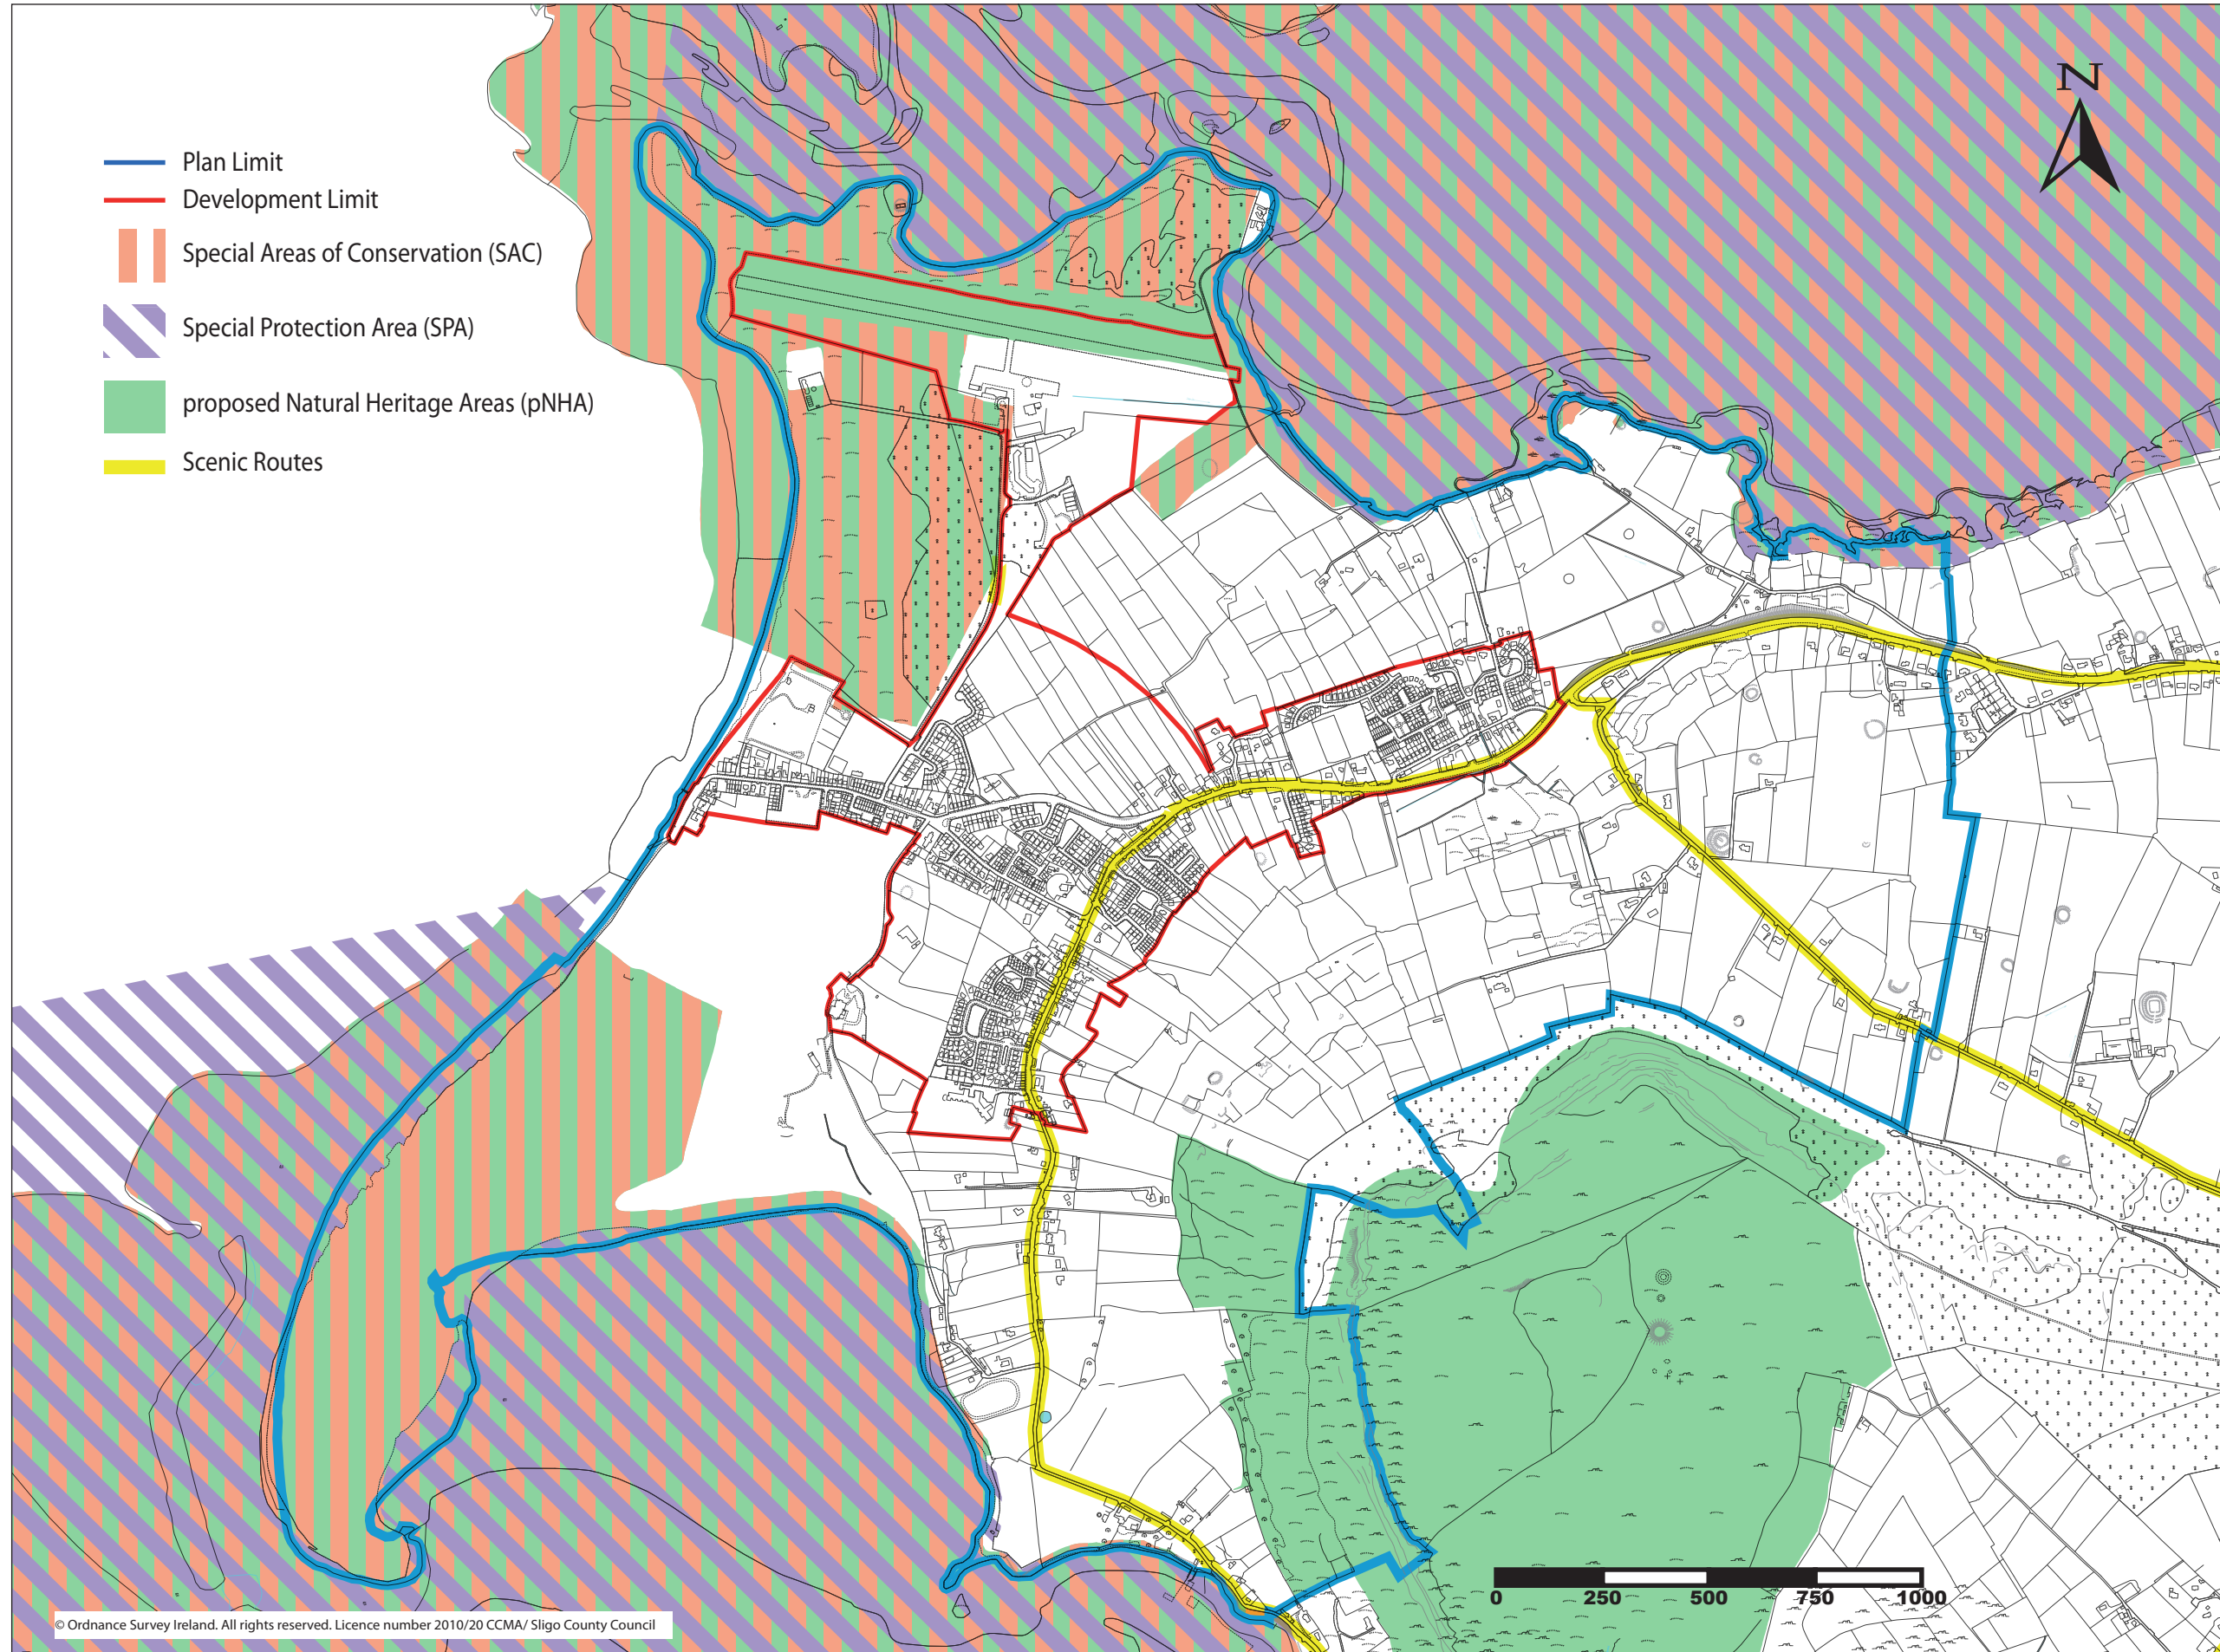 N
Plan Limit
Development Limit
Special Areas of Conservation (SAC)
Special Protection Area (SPA)
proposed Natural Heritage Areas (pNHA)
Scenic Routes
0 250 500 750 1000
© Ordnance Survey Ireland. All rights reserved. Licence number 2010/20 CCMA/ Sligo County Council